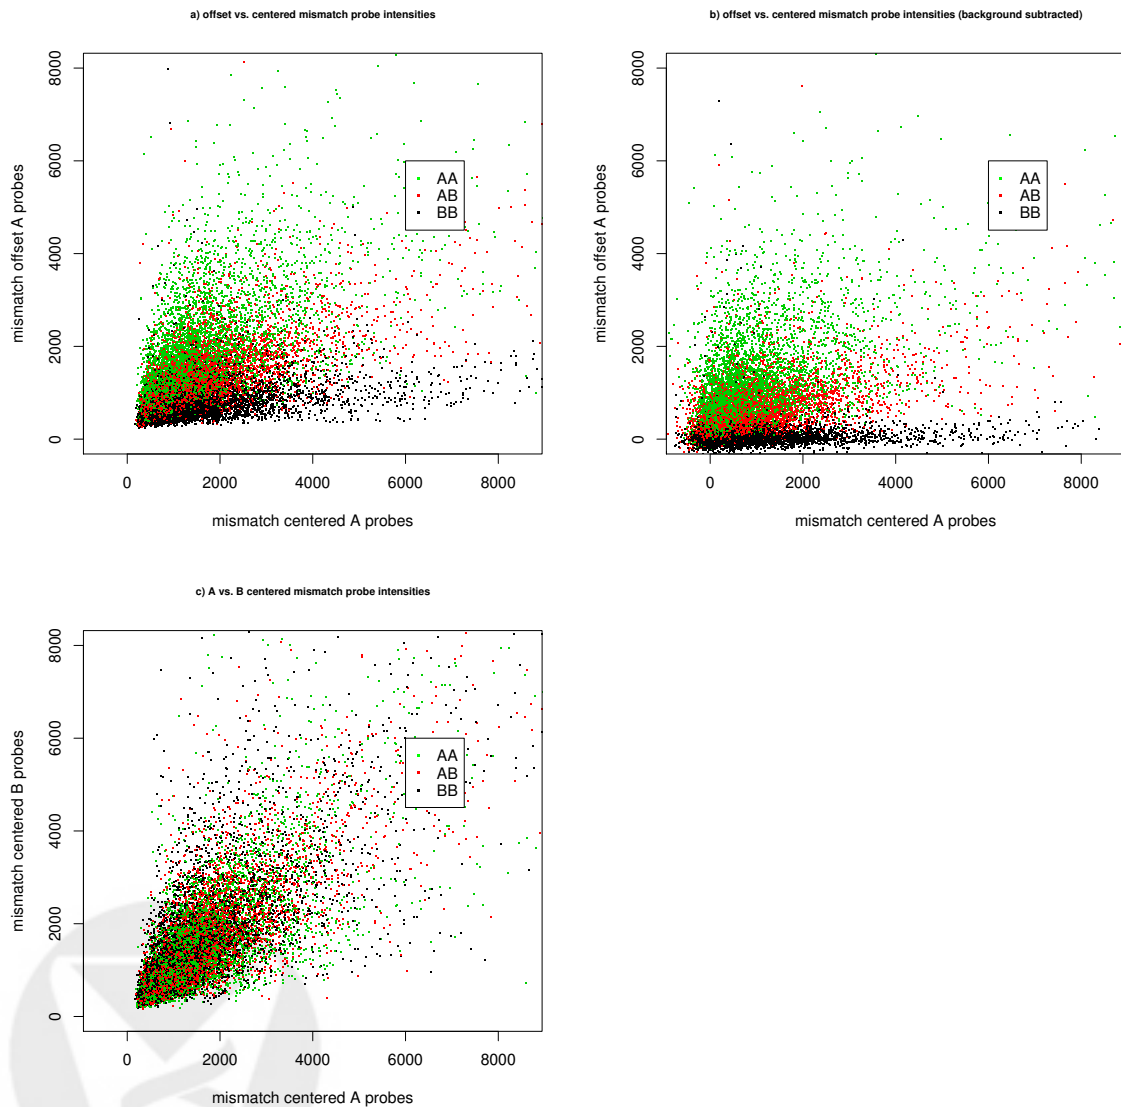 a) offset vs. centered mismatch probe intensities
mismatch offset A probes
8000
6000
4000
2000
0
AA
AB
BB
0 2000 4000 6000 8000
mismatch centered A probes
b) offset vs. centered mismatch probe intensities (background subtracted)
mismatch offset A probes
8000
6000
4000
2000
0
AA
AB
BB
0 2000 4000 6000 8000
mismatch centered A probes
c) A vs. B centered mismatch probe intensities
mismatch centered B probes
8000
6000
4000
2000
0
AA
AB
BB
0 2000 4000 6000 8000
mismatch centered A probes